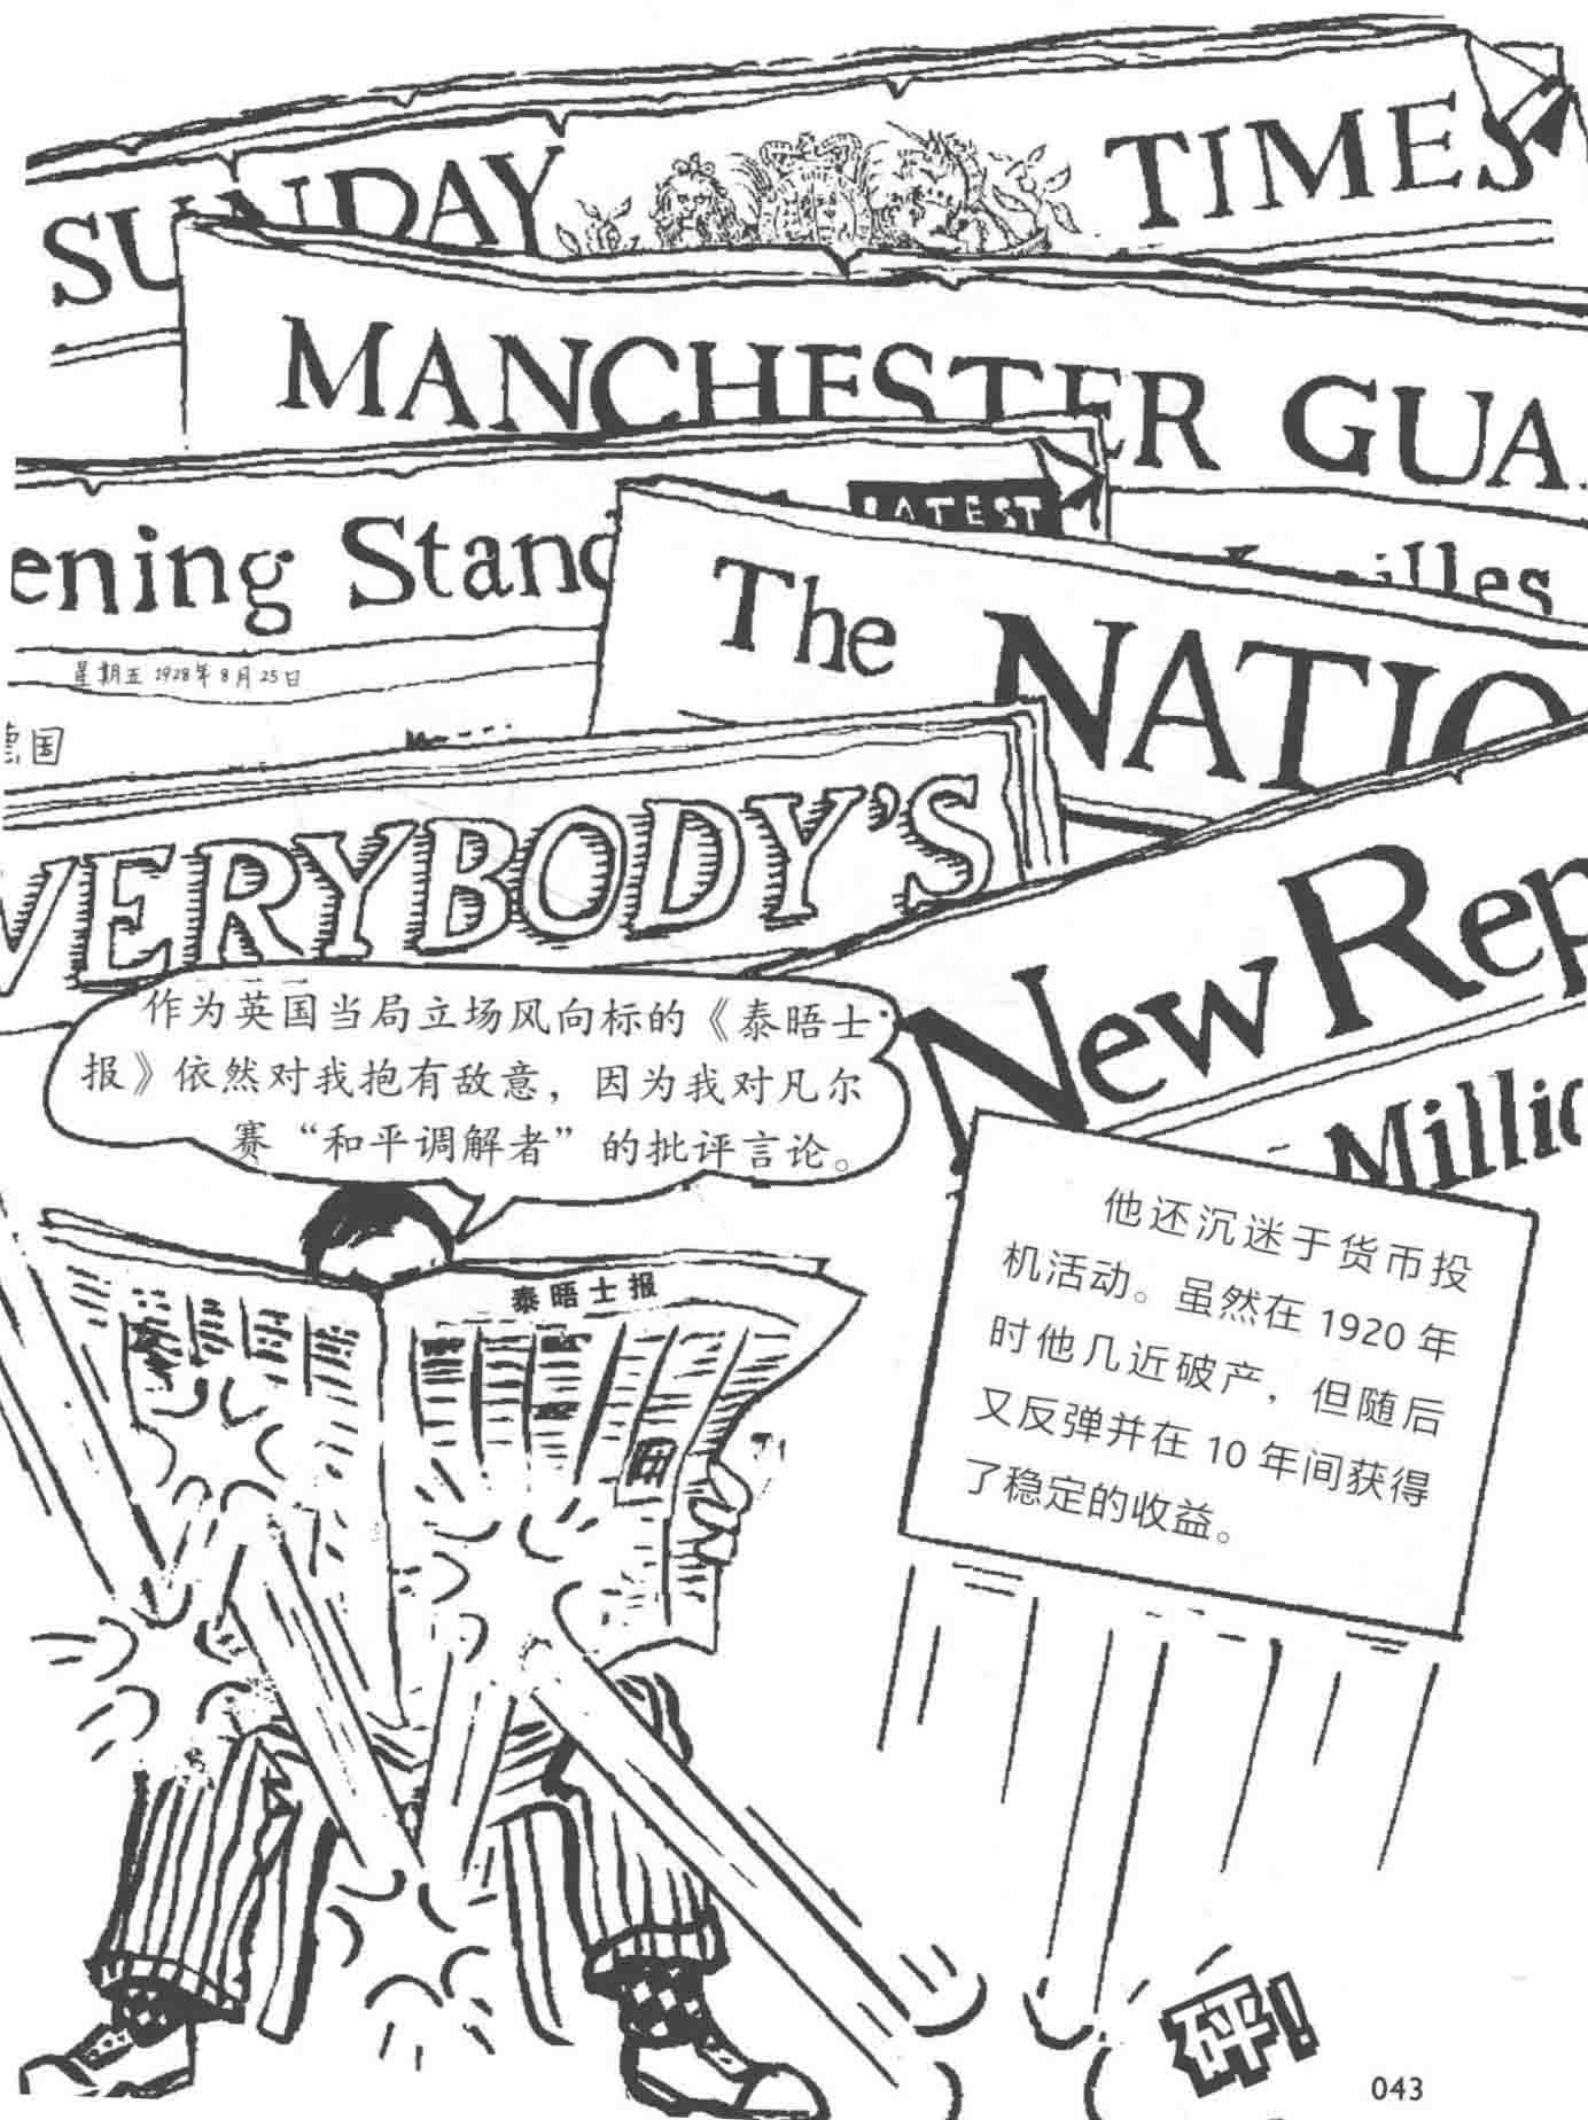 SUNDAY TIMES
MANCHESTER GUA
ening Stand
LATEST
illes
The NATIO
星期五 1928年8月25日
德国
VERYBODY'S
New Rep
Millio
作为英国当局立场风向标的《泰晤士
报》依然对我抱有敌意，因为我对凡尔
赛“和平调解者”的批评言论。
泰晤士报
他还沉迷于货币投
机活动。虽然在 1920 年
时他几近破产，但随后
又反弹并在 10 年间获得
了稳定的收益。
砰!
043